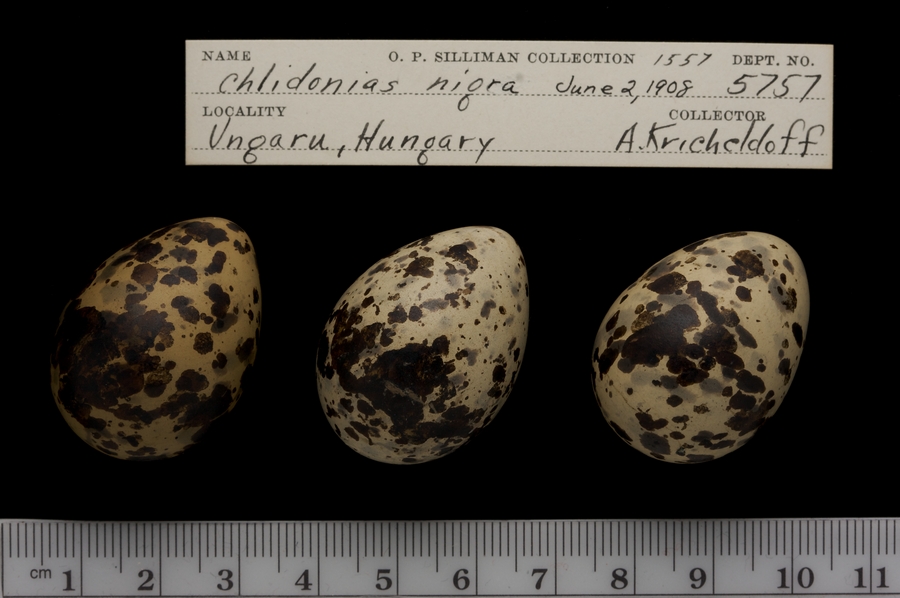 NAME O. P. SILLIMAN COLLECTION 1557 DEPT. NO.
Chlidonias nigra June 2, 1908 5757
LOCALITY COLLECTOR
Ungaru, Hungary A. Kricheldoff
cm 1 2 3 4 5 6 7 8 9 10 11